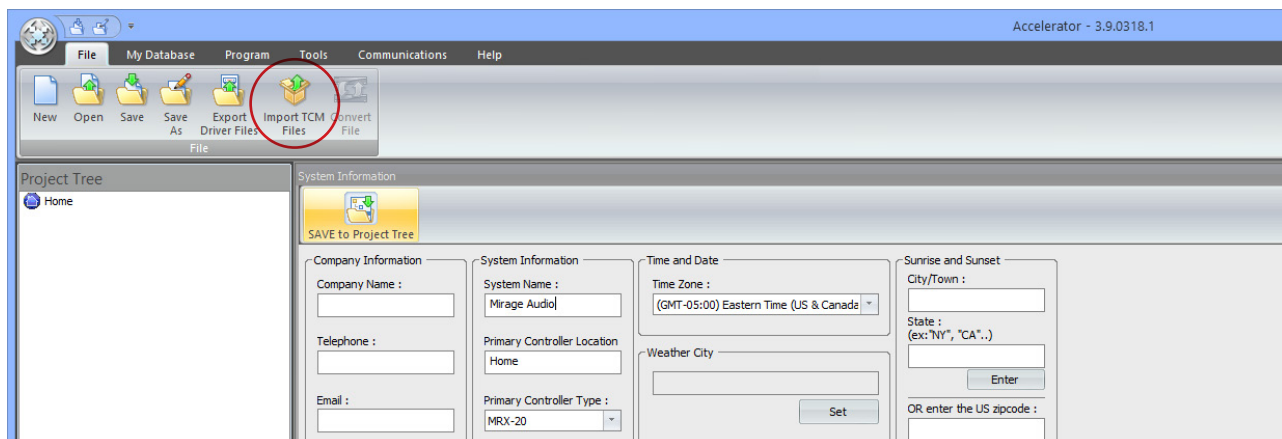 Accelerator - 3.9.0318.1
File My Database Program Tools Communications Help
New Open Save Save As Export Driver Files Import TCM Files Convert File
File
Project Tree
Home
System Information
SAVE to Project Tree
Company Information
Company Name :
Telephone :
Email :
System Information
System Name :
Mirage Audio
Primary Controller Location
Home
Primary Controller Type :
MRX-20
Time and Date
Time Zone :
(GMT-05:00) Eastern Time (US & Canada
Weather City
Set
Sunrise and Sunset
City/Town :
State :
(ex:"NY", "CA"..)
Enter
OR enter the US zipcode :